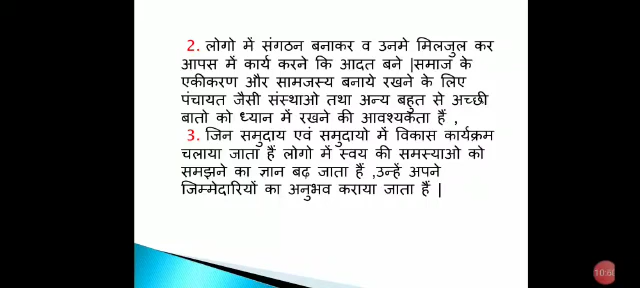 2. लोगो में संगठन बनाकर व उनमे मिलजुल कर
आपस में कार्य करने कि आदत बने |समाज के
एकीकरण और सामजस्य बनाये रखने के लिए
पंचायत जैसी संस्थाओ तथा अन्य बहुत से अच्छी
बातो को ध्यान में रखने की आवश्यकता हैं ,
3. जिन समुदाय एवं समुदायो में विकास कार्यक्रम
चलाया जाता हैं लोगो में स्वय की समस्याओ को
समझने का ज्ञान बढ़ जाता हैं ,उन्हें अपने
जिम्मेदारियों का अनुभव कराया जाता हैं |